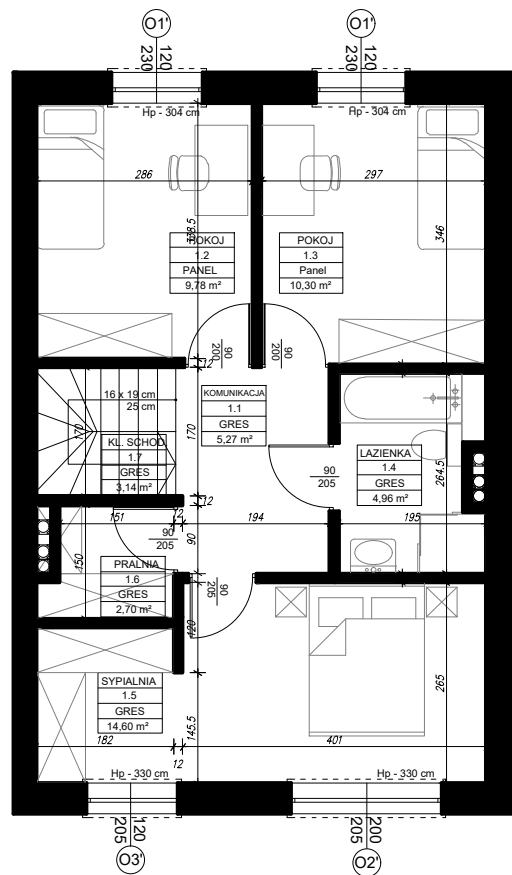 O1'
O1'
120
230
120
230
Hp - 304 cm
Hp - 304 cm
286
297
338.5
346
POKOJ
1.2
PANEL
9,78 m²
POKOJ
1.3
Panel
10,30 m²
90
200
90
200
12
16 x 19 cm
25 cm
170
170
KOMUNIKACJA
1.1
GRES
5,27 m²
KL. SCHOD
1.7
GRES
3,14 m²
LAZIENKA
1.4
GRES
4,96 m²
264.5
90
205
12
151
12
194
195
90
205
90
150
PRALNIA
1.6
GRES
2,70 m²
90
205
120
SYPIALNIA
1.5
GRES
14,60 m²
265
145.5
182
12
401
Hp - 330 cm
Hp - 330 cm
120
205
200
205
O3'
O2'